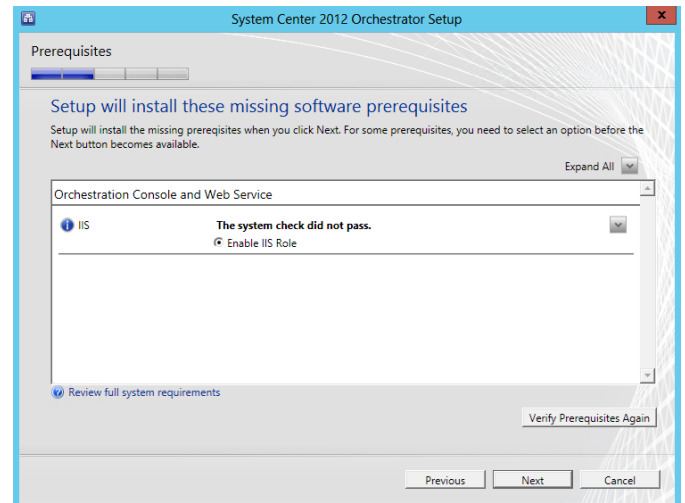 System Center 2012 Orchestrator Setup
x
Prerequisites
Setup will install these missing software prerequisites
Setup will install the missing preregisites when you click Next. For some prerequisites, you need to select an option before the
Next button becomes available.
Expand All
Orchestration Console and Web Service
IIS The system check did not pass.
Enable IIS Role
Review full system requirements
Verify Prerequisites Again
Previous Next Cancel